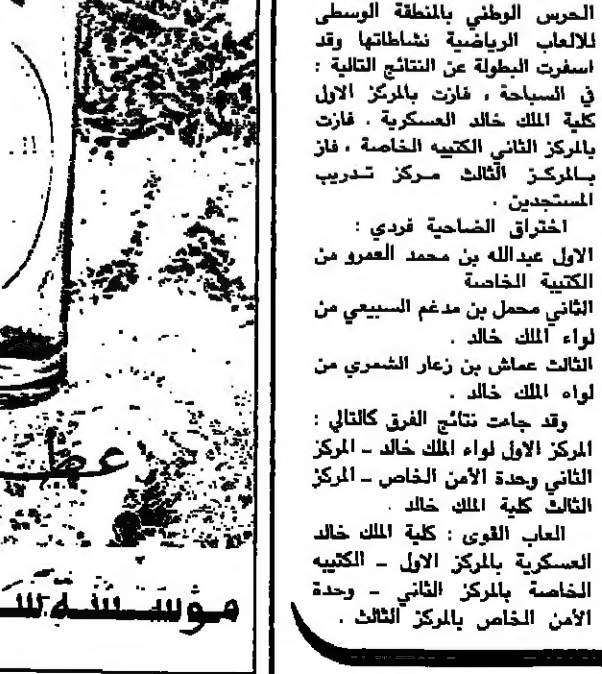 الحرس الوطني بالمنطقة الوسطى
للالعاب الرياضية نشاطاتها وقد
اسفرت البطولة عن النتائج التالية :
في السباحة ، فازت بالمركز الاول
كلية الملك خالد العسكرية . فازت
بالمركز الثاني الكتيبه الخاصة ، فاز
بالمركز الثالث مركز تدريب
المستجدين .
اختراق الضاحية فردي :
الاول عبدالله بن محمد العمرو من
الكتيبة الخاصة
الثاني محمل بن مدغم السبيعي من
لواء الملك خالد .
الثالث عماش بن زعار الشمري من
لواء الملك خالد .
وقد جاءت نتائج الفرق كالتالي :
المركز الاول لواء الملك خالد – المركز
الثاني وحدة الأمن الخاص – المركز
الثالث كلية الملك خالد .
العاب القوى : كلية الملك خالد
العسكرية بالمركز الاول – الكتيبه
الخاصة بالمركز الثاني – وحدة
الأمن الخاص بالمركز الثالث .
مؤسسة